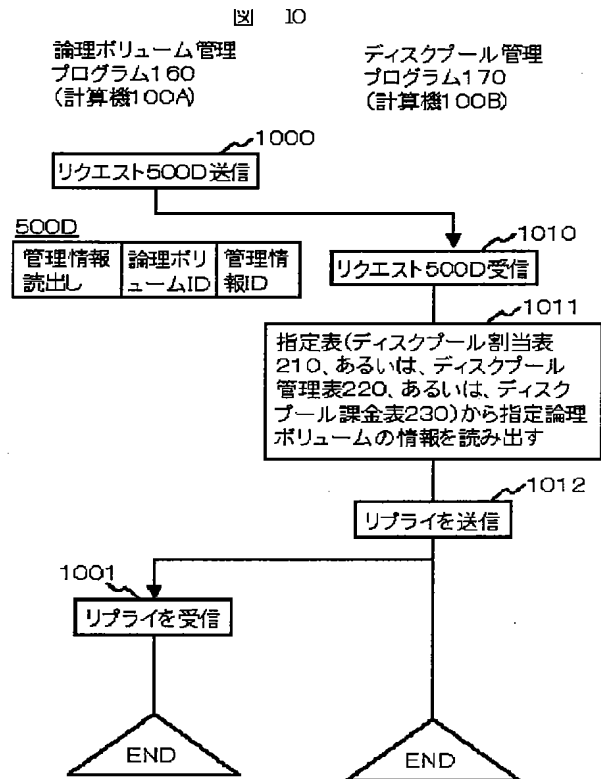 図 10
論理ボリューム管理
プログラム160
(計算機100A)
ディスクプール管理
プログラム170
(計算機100B)
1000
リクエスト500D送信
500D
管理情報
読出し
論理ボリ
ュームID
管理情
報ID
1010
リクエスト500D受信
1011
指定表(ディスクプール割当表
210、あるいは、ディスクプール
管理表220、あるいは、ディスク
プール課金表230)から指定論理
ボリュームの情報を読み出す
1012
リプライを送信
1001
リプライを受信
END
END